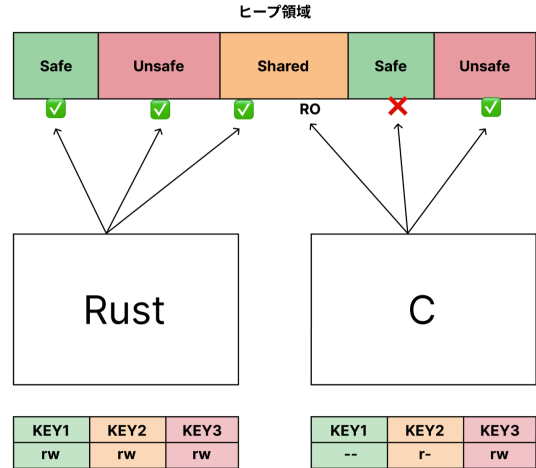 ヒープ領域
Safe Unsafe Shared Safe Unsafe
RO
Rust C
KEY1 KEY2 KEY3 KEY1 KEY2 KEY3
rw rw rw -- r- rw